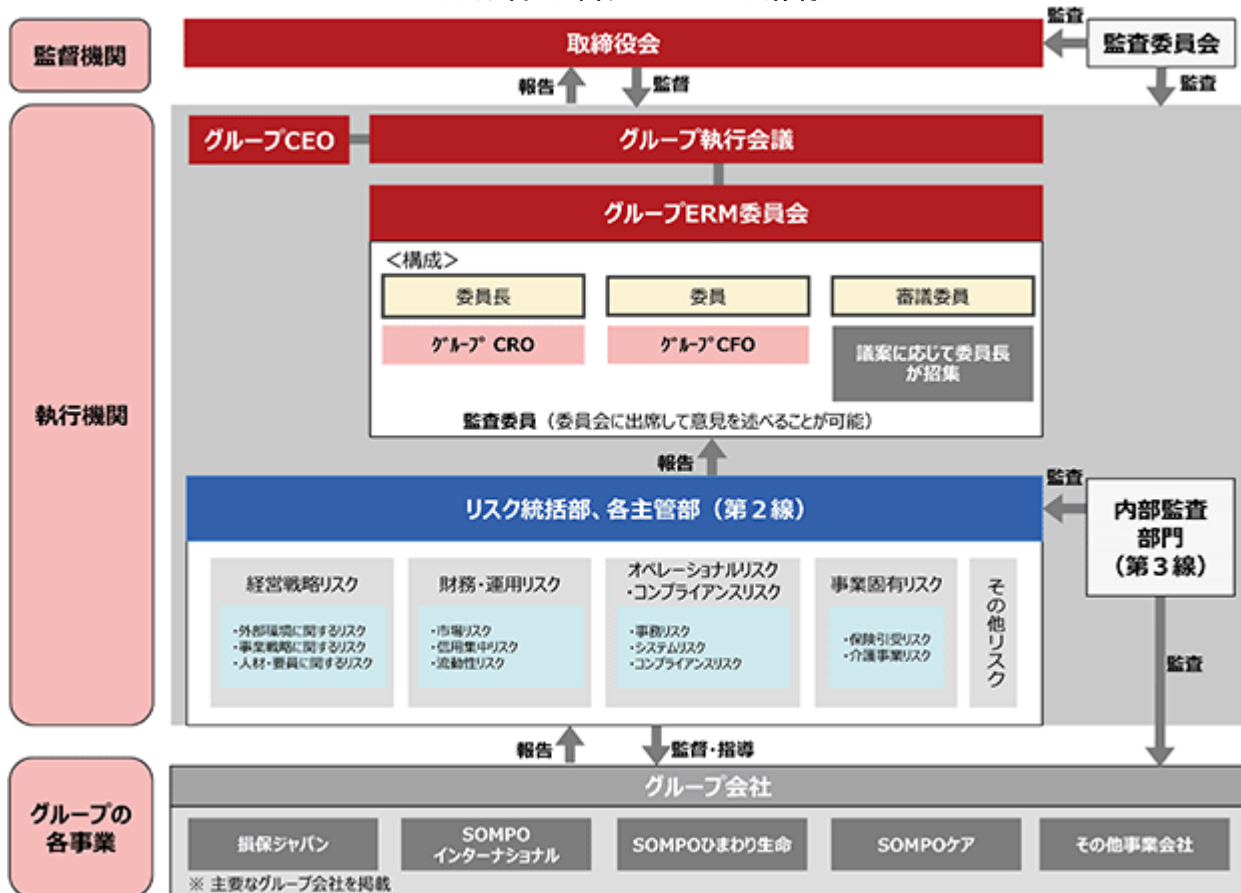 監査
監督機関
取締役会
監査委員会
報告
監督
監査
執行機関
グループCEO
グループ執行会議
グループERM委員会
<構成>
委員長
委員
審議委員
ｸﾞﾙｰﾌﾟ CRO
ｸﾞﾙｰﾌﾟCFO
議案に応じて委員長
が招集
監査委員（委員会に出席して意見を述べることが可能）
報告
監査
リスク統括部、各主管部（第２線）
内部監査
部門
（第３線）
経営戦略リスク
・外部環境に関するリスク
・事業戦略に関するリスク
・人材・要員に関するリスク
財務・運用リスク
・市場リスク
・信用集中リスク
・流動性リスク
オペレーショナルリスク
・コンプライアンスリスク
・事務リスク
・システムリスク
・コンプライアンスリスク
事業固有リスク
・保険引受リスク
・介護事業リスク
その他リスク
監査
報告
監督・指導
グループの
各事業
グループ会社
損保ジャパン
SOMPO
インターナショナル
SOMPOひまわり生命
SOMPOケア
その他事業会社
※ 主要なグループ会社を掲載